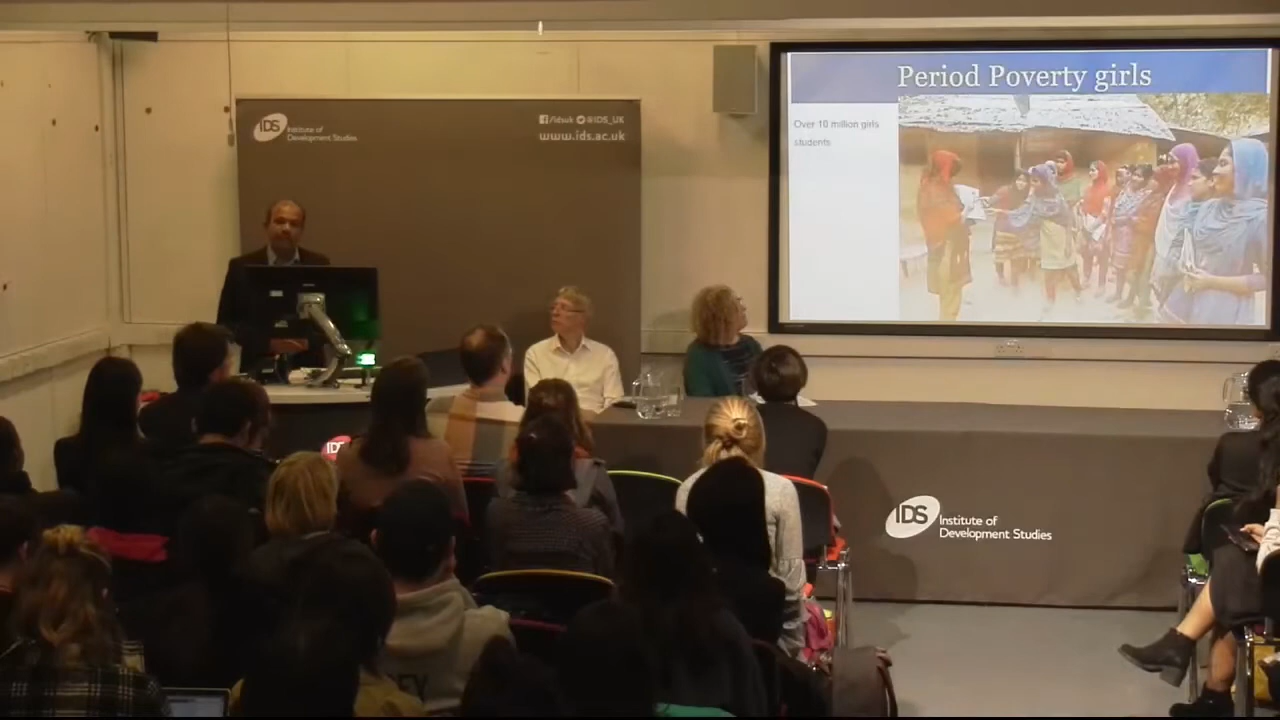 IDS
Institute of
Development Studies
f/idsuk @IDS_UK
www.ids.ac.uk
Period Poverty girls
Over 10 million girls
students
IDS
Institute of
Development Studies